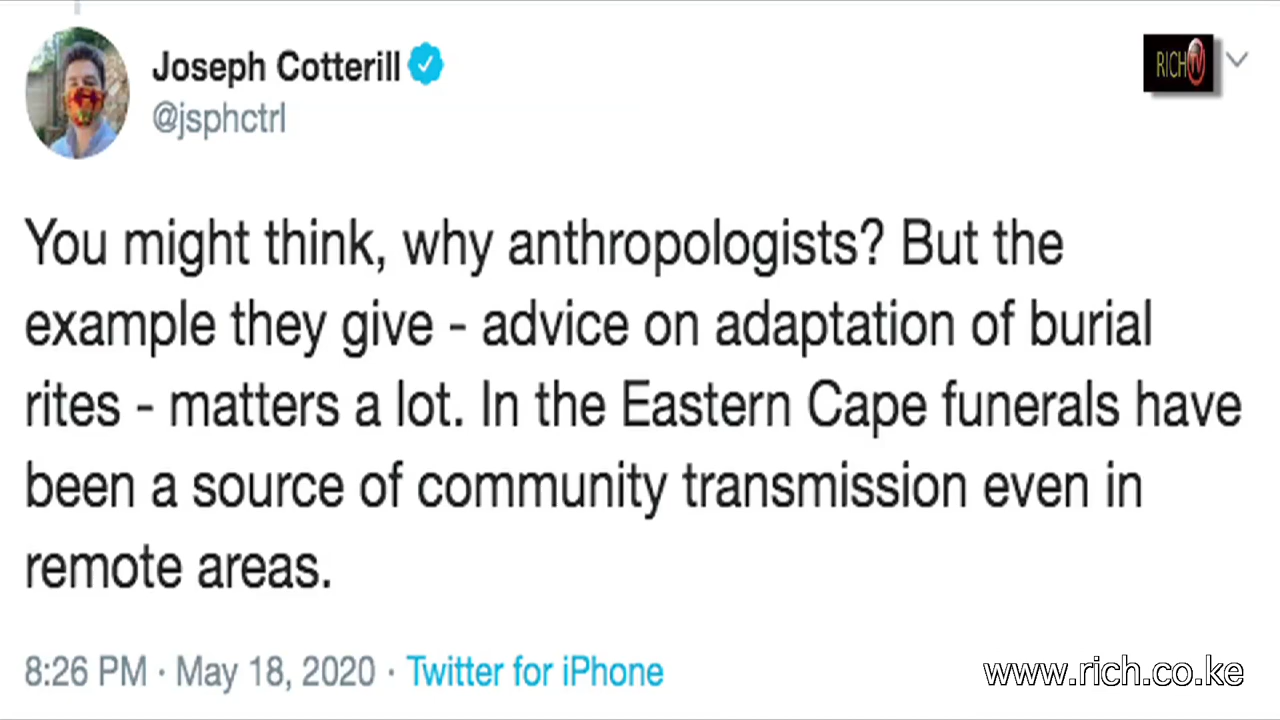 Joseph Cotterill
@jsphctrl
RICH TV
You might think, why anthropologists? But the
example they give - advice on adaptation of burial
rites - matters a lot. In the Eastern Cape funerals have
been a source of community transmission even in
remote areas.
8:26 PM · May 18, 2020 · Twitter for iPhone
www.rich.co.ke